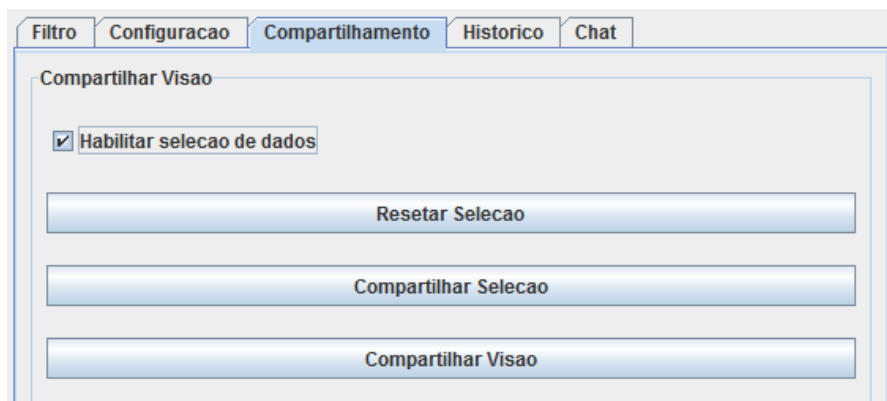 Filtro Configuracao Compartilhamento Historico Chat
Compartilhar Visao
Habilitar selecao de dados
Resetar Selecao
Compartilhar Selecao
Compartilhar Visao